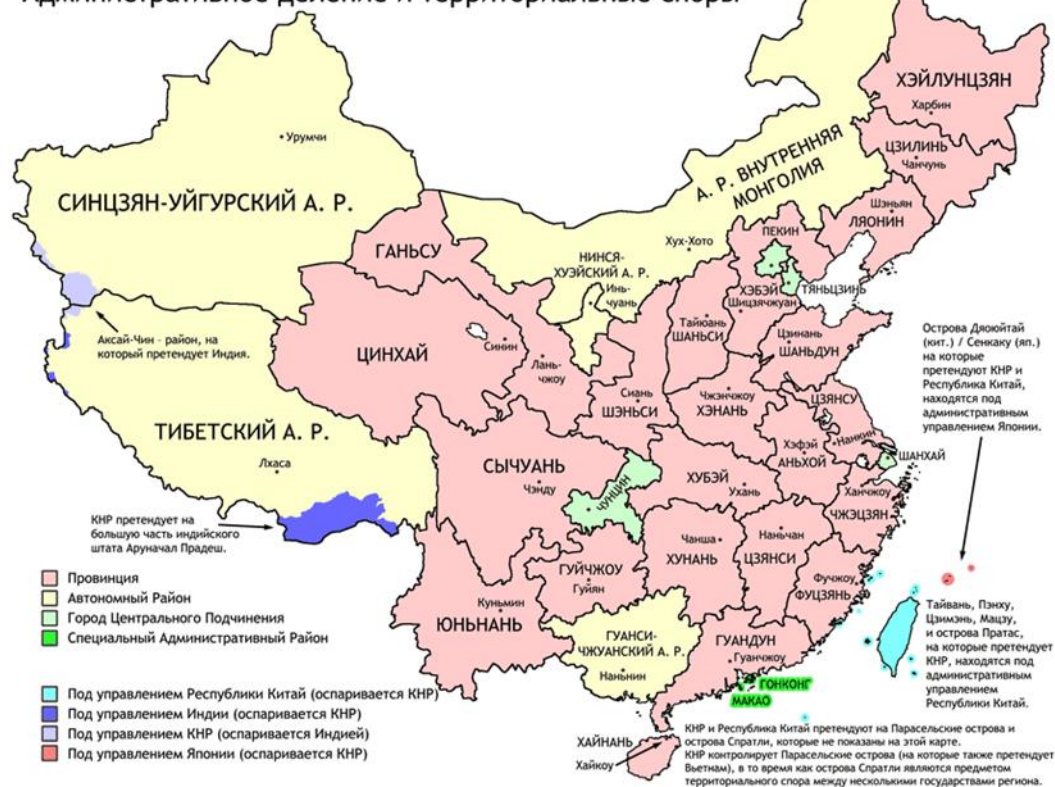 Административное деление и территориальные споры
ХЭЙЛУНЦЗЯН
Харбин
ЦЗИЛИНЬ
Чанчунь
А. Р. ВНУТРЕННЯЯ
МОНГОЛИЯ
Шэньян
ЛЯОНИН
Урумчи
СИНЦЗЯН-УЙГУРСКИЙ А. Р.
ГАНЬСУ
Хух-Хото
ПЕКИН
НИНСЯ-
ХУЭЙСКИЙ А. Р.
Инь-
чуань
ХЭБЭЙ
ТЯНЬЦЗИНЬ
Шицзячжуан
Тайюань
ШАНЬСИ
Цзинань
ШАНЬДУН
Аксай-Чин - район, на
который претендует Индия.
ЦИНХАЙ
Синин
Лань-
чжоу
Острова Дяоюйтай
(кит.) / Сенкаку (яп.)
на которые
претендуют КНР и
Республика Китай,
находятся под
административным
управлением Японии.
Сиань
ШЭНЬСИ
Чжэнчжоу
ХЭНАНЬ
ЦЗЯНСУ
Нанкин
Хэфэй
АНЬХОЙ
ШАНХАЙ
ТИБЕТСКИЙ А. Р.
Лхаса
СЫЧУАНЬ
Чэнду
ЧУНЦИН
ХУБЭЙ
Ухань
Ханчжоу
ЧЖЭЦЗЯН
КНР претендует на
большую часть индийского
штата Аруначал Прадеш.
Чанша
ХУНАНЬ
Наньчан
ЦЗЯНСИ
ГУЙЧЖОУ
Гуйян
Фучжоу
ФУЦЗЯНЬ
Куньмин
ЮНЬНАНЬ
ГУАНСИ-
ЧЖУАНСКИЙ А. Р.
Наньнин
ГУАНДУН
Гуанчжоу
ГОНКОНГ
МАКАО
Тайвань, Пэнху,
Цзимэнь, Мацзу,
и острова Пратас,
на которые претендует
КНР, находятся под
административным
управлением
Республики Китай.
Провинция
Автономный Район
Город Центрального Подчинения
Специальный Административный Район
Под управлением Республики Китай (оспаривается КНР)
Под управлением Индии (оспаривается КНР)
Под управлением КНР (оспаривается Индией)
Под управлением Японии (оспаривается КНР)
ХАЙНАНЬ
Хайкоу
КНР и Республика Китай претендуют на Парасельские острова и
острова Спратли, которые не показаны на этой карте.
КНР контролирует Парасельские острова (на которые также претендует
Вьетнам), в то время как острова Спратли являются предметом
территориального спора между несколькими государствами региона.